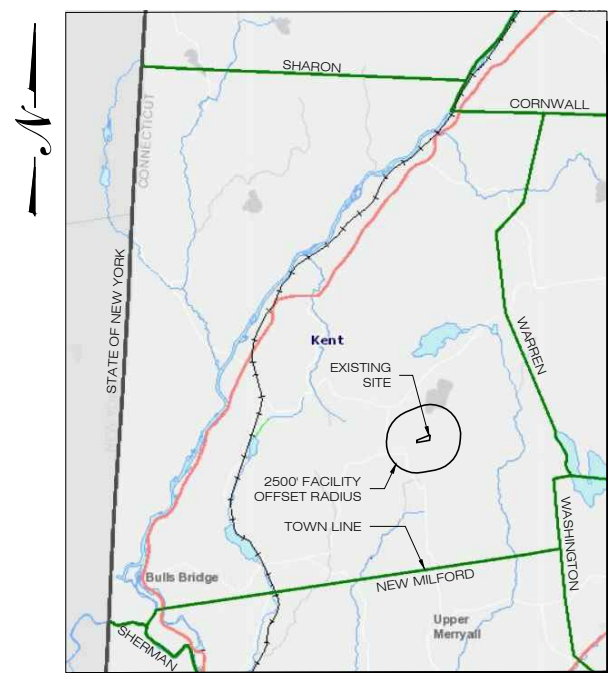 N
SHARON
CORNWALL
CONNECTICUT
STATE OF NEW YORK
WARREN
Kent
EXISTING
SITE
2500' FACILITY
OFFSET RADIUS
TOWN LINE
WASHINGTON
NEW MILFORD
Bulls Bridge
Upper
Merryall
SHERMAN